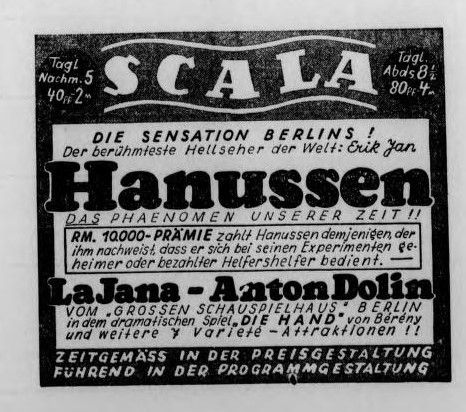 Tägl.
Nachm. 5
40 Pf-2 M
SCALA
Tägl.
Abds 8½
80 Pf-4 M
DIE SENSATION BERLINS!
Der berühmteste Hellseher der Welt: Erik Jan
Hanussen
DAS PHAENOMEN UNSERER ZEIT!!
RM. 10.000-PRÄMIE zahlt Hanussen demjenigen, der
ihm nachweist, dass er sich bei seinen Experimenten ge-
heimer oder bezahlter Helfershelfer bedient. —
La Jana - Anton Dolin
VOM „GROSSEN SCHAUSPIELHAUS" BERLIN
in dem dramatischen Spiel „DIE HAND" von Berény
und weitere 7 Varieté-Attraktionen!!
ZEITGEMÄSS IN DER PREISGESTALTUNG
FÜHREND IN DER PROGRAMMGESTALTUNG